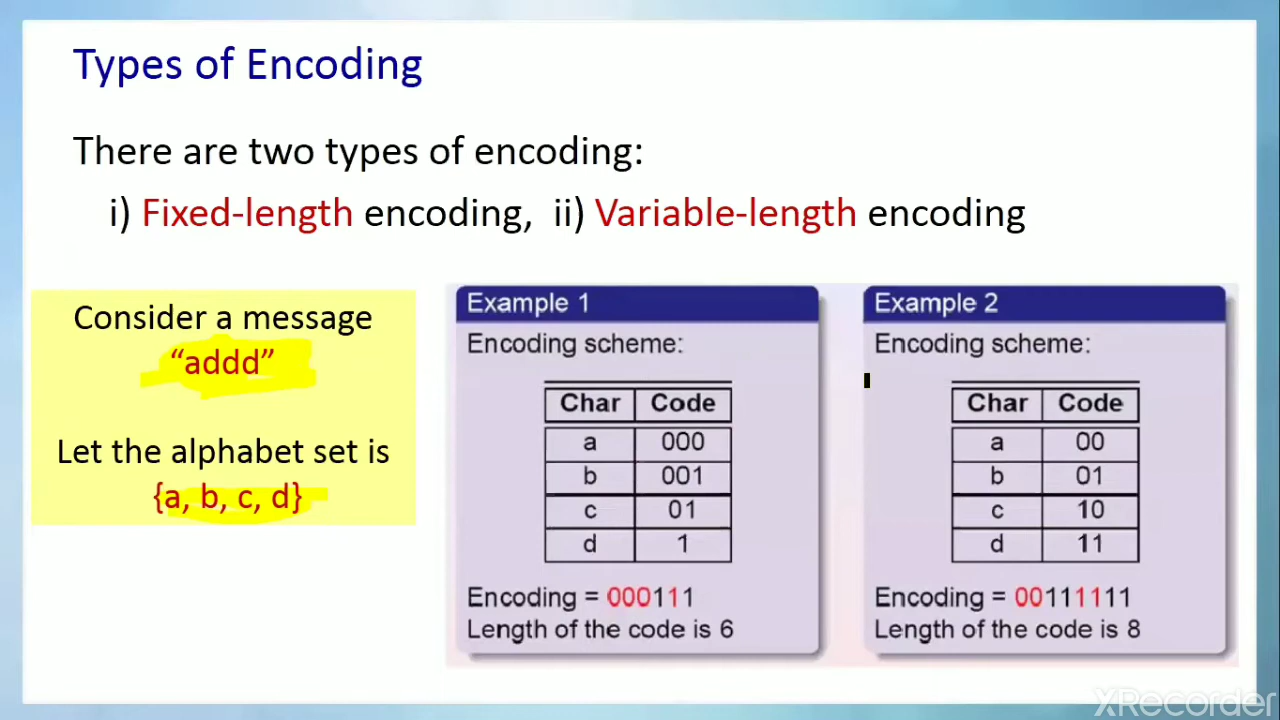 Types of Encoding
There are two types of encoding:
i) Fixed-length encoding,  ii) Variable-length encoding
Consider a message
“addd”
Let the alphabet set is
{a, b, c, d}
Example 1
Encoding scheme:
Char Code
a 000
b 001
c 01
d 1
Encoding = 000111
Length of the code is 6
Example 2
Encoding scheme:
Char Code
a 00
b 01
c 10
d 11
Encoding = 00111111
Length of the code is 8
XRecorder